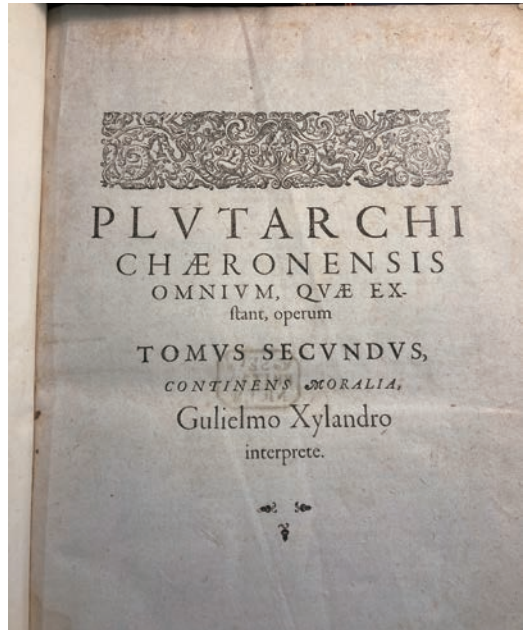 PLVTARCHI
CHÆRONENSIS
OMNIVM, QVÆ EX-
ſtant, operum
TOMVS SECVNDVS,
CONTINENS MORALIA,
Gulielmo Xylandro
interprete.